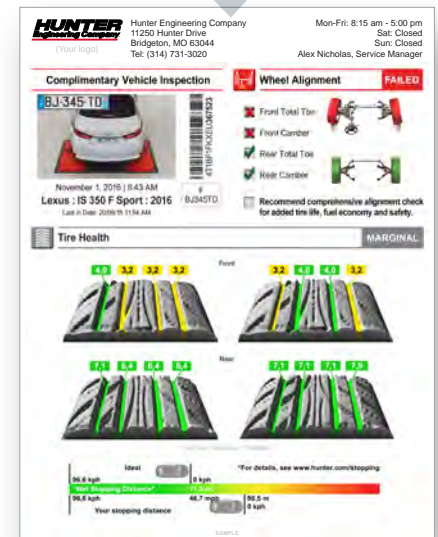 HUNTER
Engineering Company
(Your logo)
Hunter Engineering Company
11250 Hunter Drive
Bridgeton, MO 63044
Tel: (314) 731-3020
Mon-Fri: 8:15 am - 5:00 pm
Sat: Closed
Sun: Closed
Alex Nicholas, Service Manager
Complimentary Vehicle Inspection
BJ-345-TD
November 1, 2016 | 8:43 AM
Lexus : IS 350 F Sport : 2016
F
BJ345TD
Wheel Alignment
FAILED
Front Total Toe
Front Camber
Rear Total Toe
Rear Camber
Recommend comprehensive alignment check
for added tire life, fuel economy and safety.
Tire Health
MARGINAL
Front
4,0 3,2 3,2 3,2
3,2 4,0 4,0 3,2
Rear
7,1 6,4 6,4 6,4
7,1 7,1 7,1 7,9
Ideal
*For details, see www.hunter.com/stopping
96,6 kph
0 kph
Wet Stopping Distance*
96,6 kph
46,7 mph
0 kph
Your stopping distance
SAMPLE